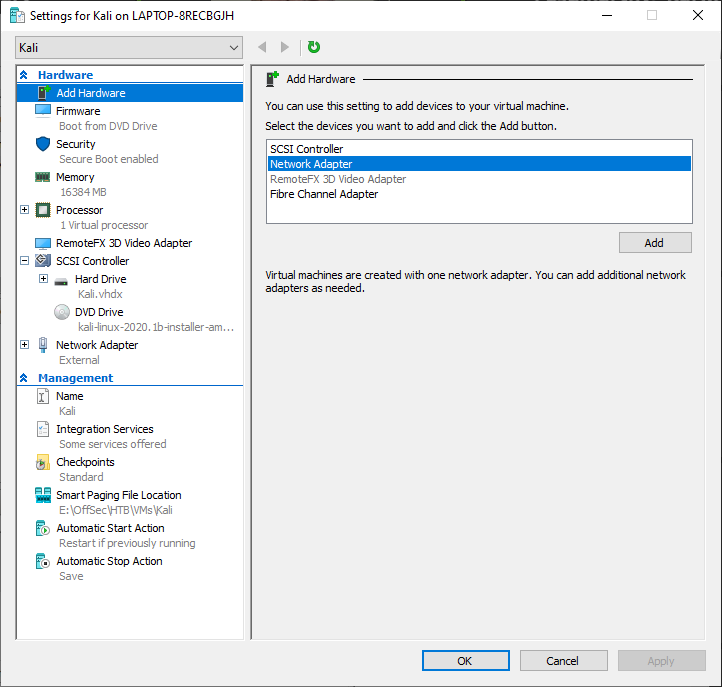 Settings for Kali on LAPTOP-8RECBGJH
Kali
Hardware
Add Hardware
Firmware
Boot from DVD Drive
Security
Secure Boot enabled
Memory
16384 MB
Processor
1 Virtual processor
RemoteFX 3D Video Adapter
SCSI Controller
Hard Drive
Kali.vhdx
DVD Drive
kali-linux-2020.1b-installer-am...
Network Adapter
External
Management
Name
Kali
Integration Services
Some services offered
Checkpoints
Standard
Smart Paging File Location
E:\OffSec\HTB\VMs\Kali
Automatic Start Action
Restart if previously running
Automatic Stop Action
Save
Add Hardware
You can use this setting to add devices to your virtual machine.
Select the devices you want to add and click the Add button.
SCSI Controller
Network Adapter
RemoteFX 3D Video Adapter
Fibre Channel Adapter
Add
Virtual machines are created with one network adapter. You can add additional network
adapters as needed.
OK
Cancel
Apply